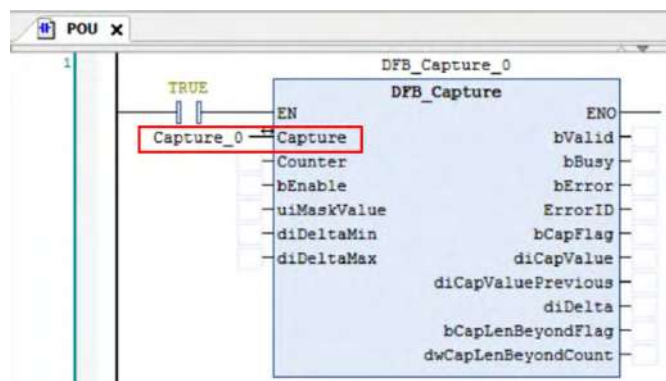 POU
1
DFB_Capture_0
TRUE
DFB_Capture
EN ENO
Capture_0 Capture bValid
Counter bBusy
bEnable bError
uiMaskValue ErrorID
diDeltaMin bCapFlag
diDeltaMax diCapValue
diCapValuePrevious
diDelta
bCapLenBeyondFlag
dwCapLenBeyondCount